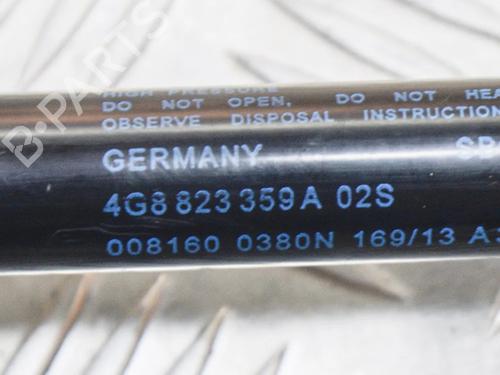 B-PARTS
HIGH PRESSURE
DO NOT OPEN, DO NOT HEA
OBSERVE DISPOSAL INSTRUCTION
GERMANY
4G8 823 359 A 02S
008160 0380N 169/13 A